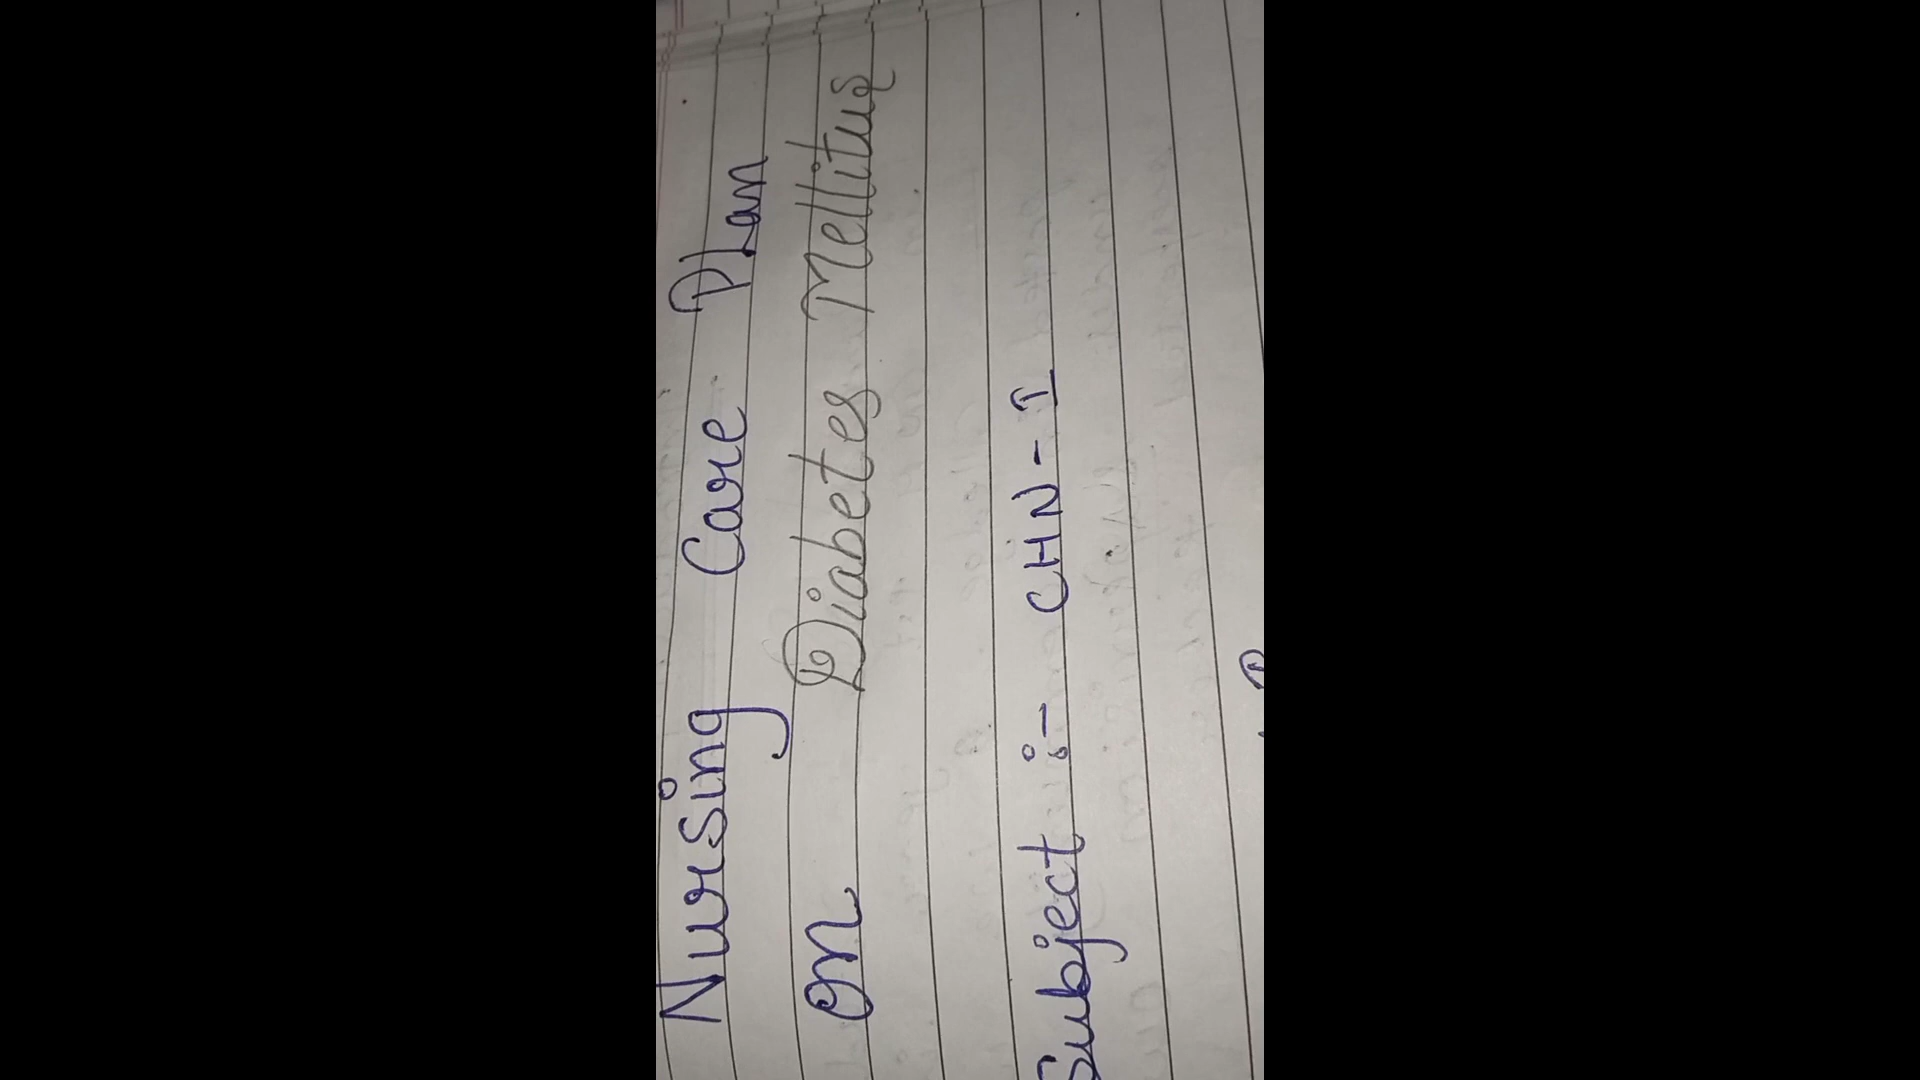 Nursing Care PLan
on Diabetes Mellitus
Subject :- CHN - I